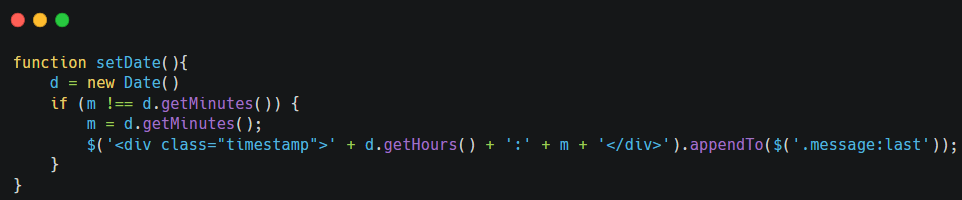 function setDate(){
    d = new Date()
    if (m !== d.getMinutes()) {
        m = d.getMinutes();
        $('<div class="timestamp">' + d.getHours() + ':' + m + '</div>').appendTo($('.message:last'));
    }
}